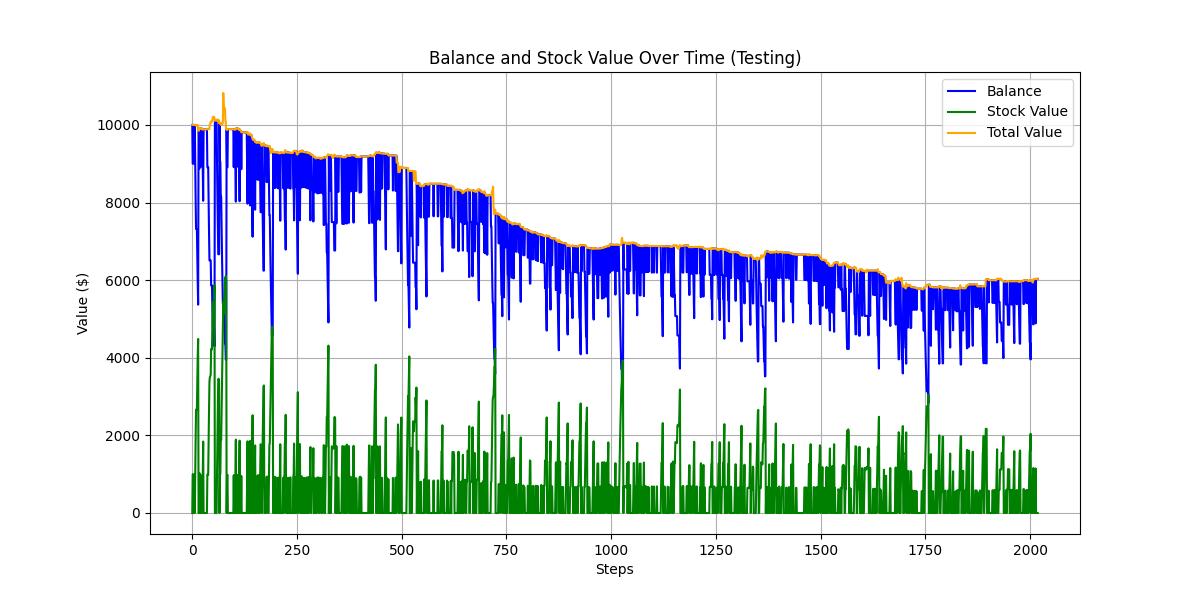 Balance and Stock Value Over Time (Testing)
Balance
Stock Value
Total Value
Value ($)
10000
8000
6000
4000
2000
0
0 250 500 750 1000 1250 1500 1750 2000
Steps